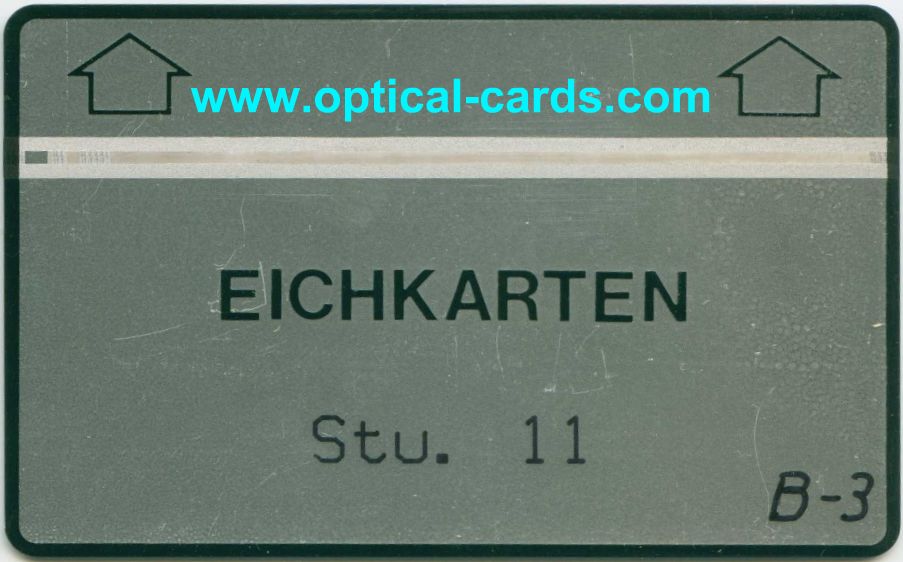 www.optical-cards.com
EICHKARTEN
Stu. 11
B-3